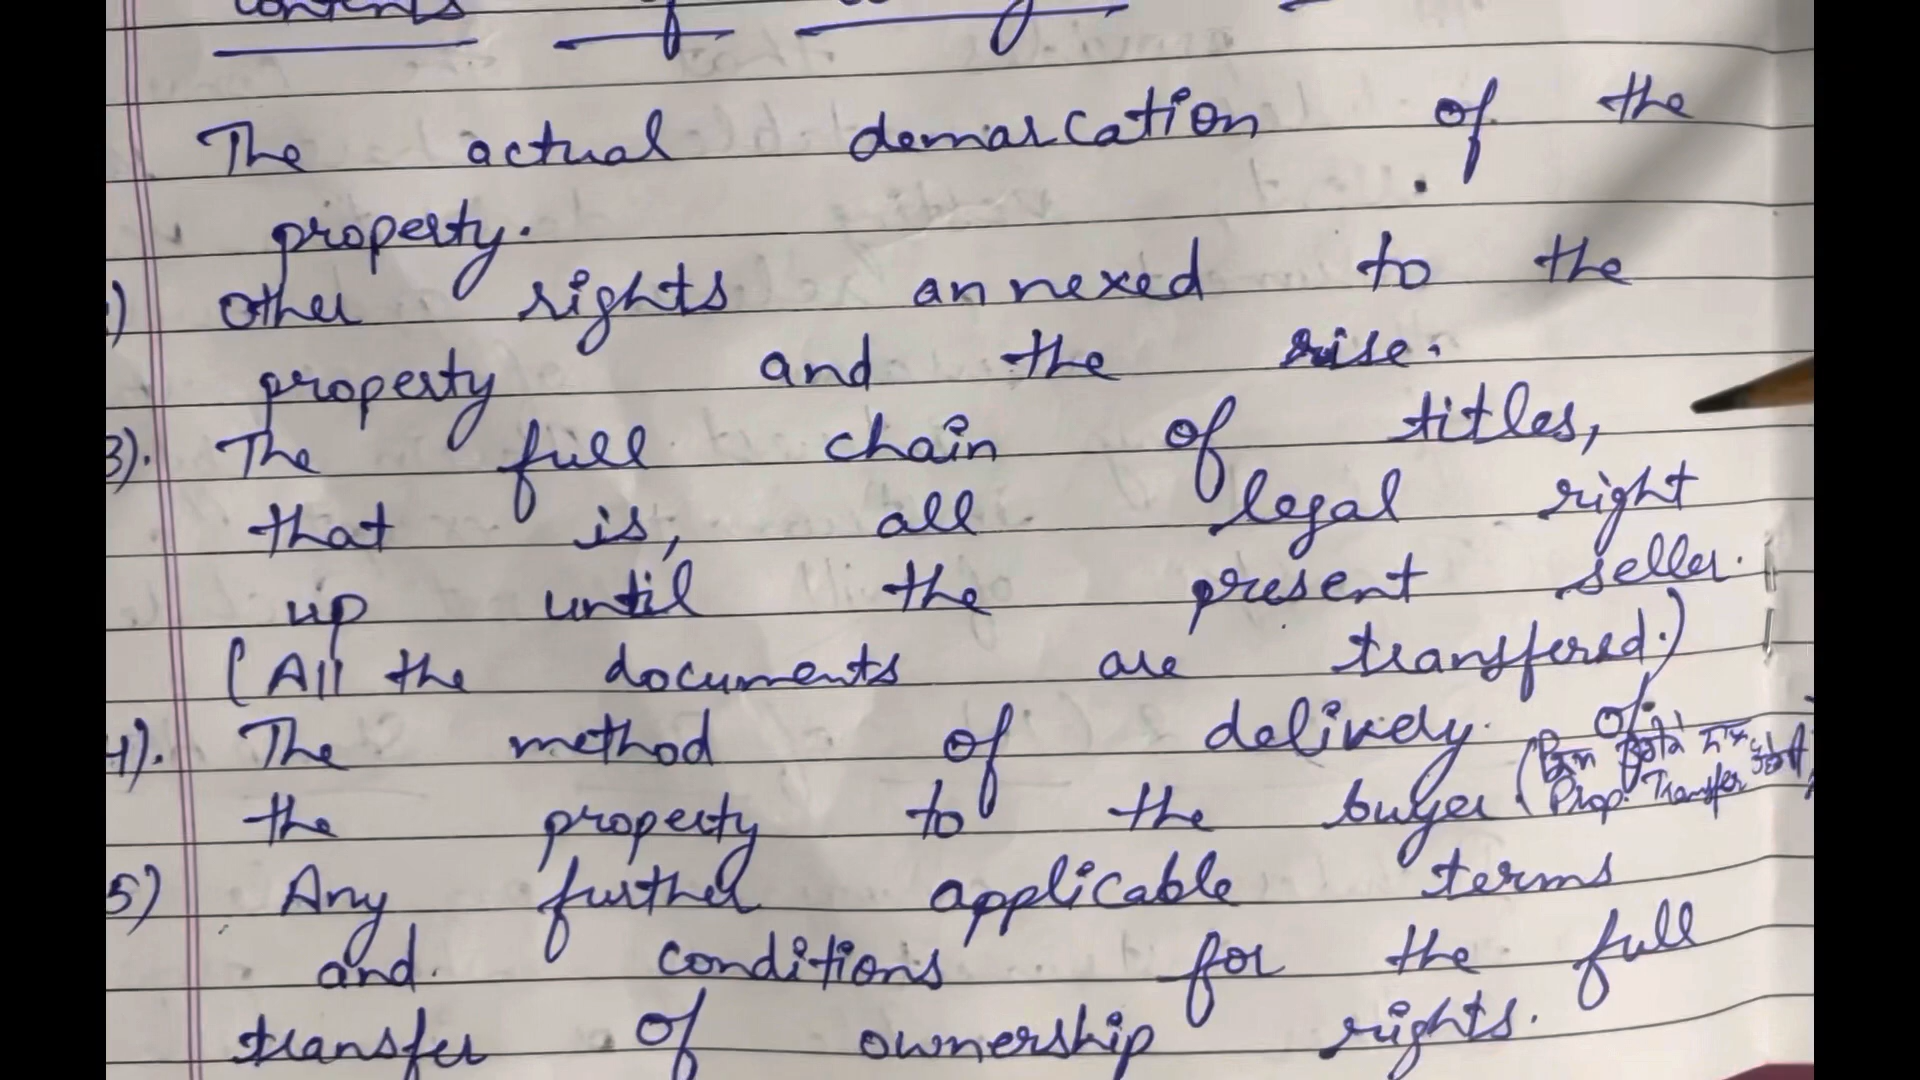 contents of
The actual demarcation of the
property.
) other rights annexed to the
property and the rise.
3). The full chain of titles,
that is, all legal right
up until the present seller.
(All the documents are transferred.)
4). The method of delivery of
the property to the buyer (
Prop. Transfer
5) Any further applicable terms
and conditions for the full
transfer of ownership rights.